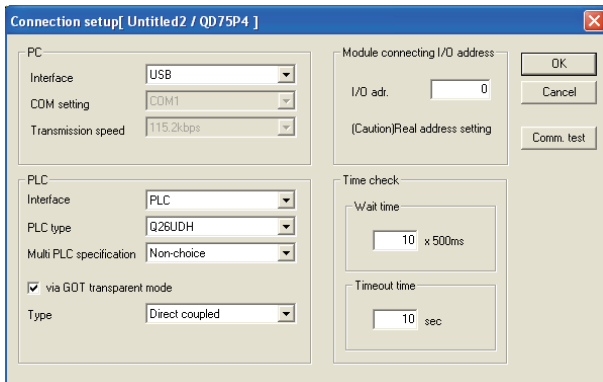 Connection setup[ Untitled2 / QD75P4 ]
PC
Interface USB
COM setting COM1
Transmission speed 115.2kbps
Module connecting I/O address
I/O adr. 0
(Caution)Real address setting
OK
Cancel
Comm. test
PLC
Interface PLC
PLC type Q26UDH
Multi PLC specification Non-choice
via GOT transparent mode
Type Direct coupled
Time check
Wait time
10 x 500ms
Timeout time
10 sec